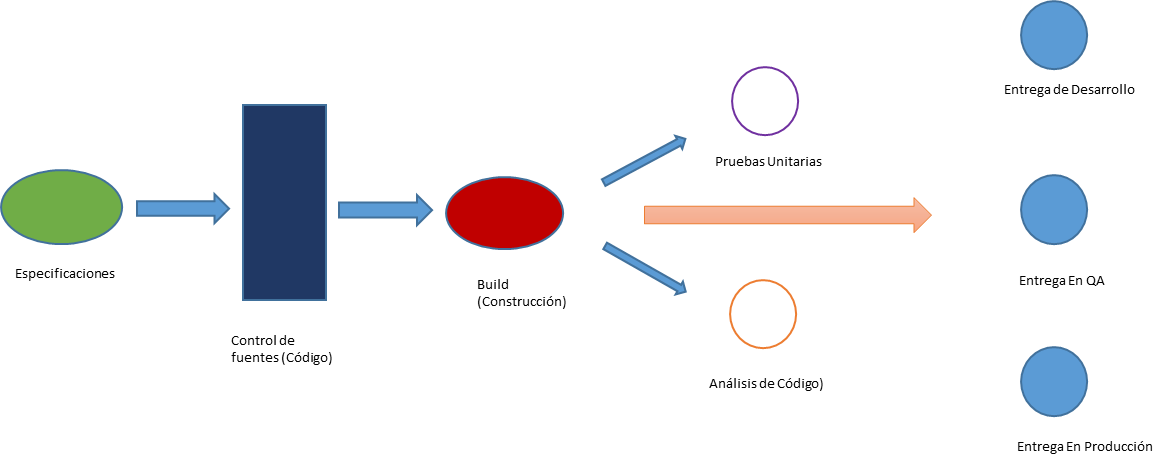 Especificaciones
Control de
fuentes (Código)
Build
(Construcción)
Pruebas Unitarias
Análisis de Código)
Entrega de Desarrollo
Entrega En QA
Entrega En Producción